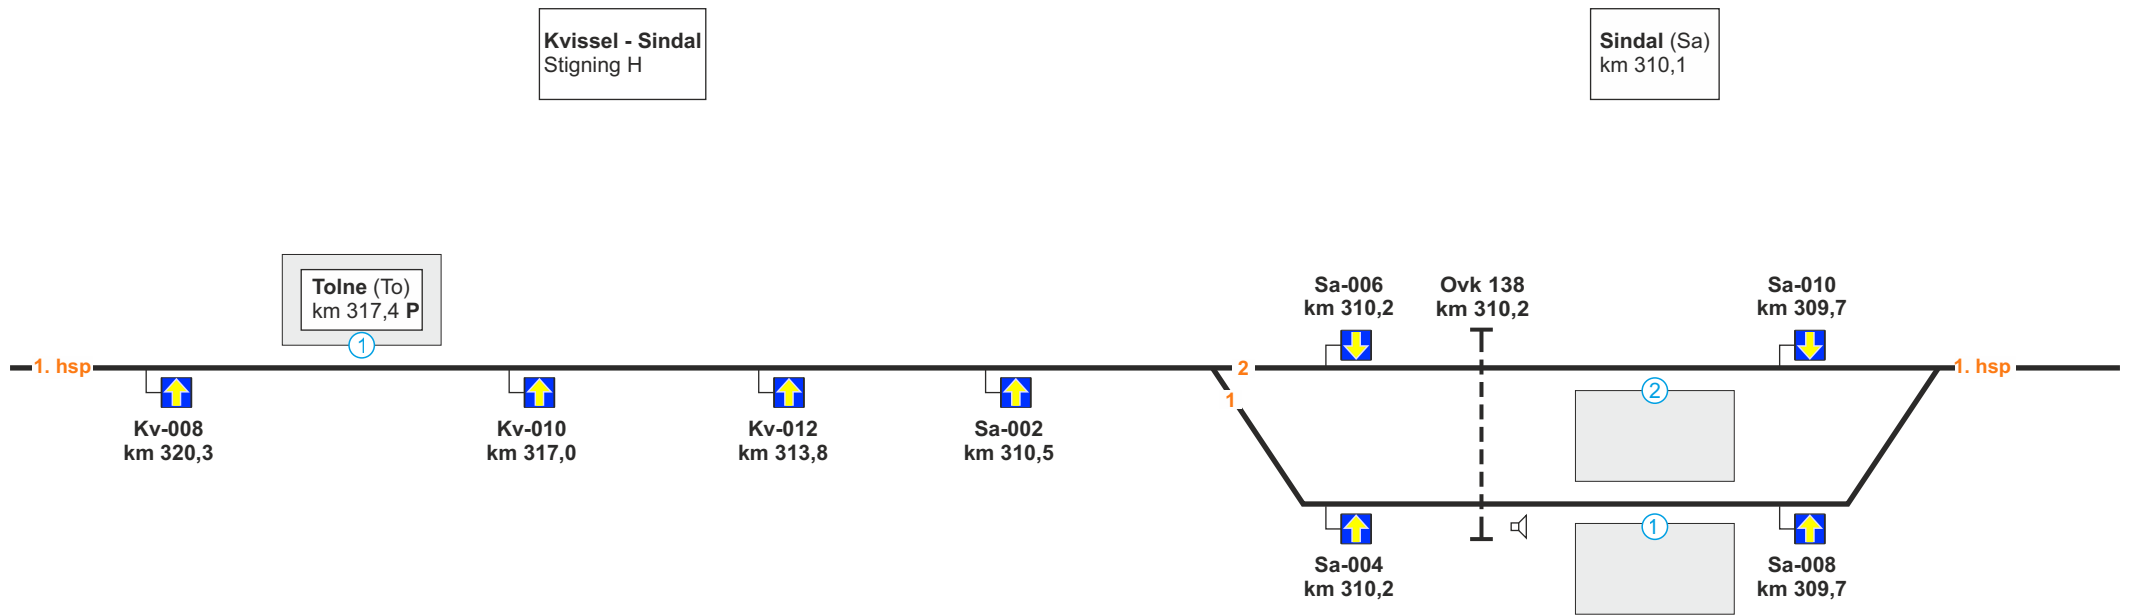 Kvissel - Sindal
Stigning H
Sindal (Sa)
km 310,1
Tolne (To)
km 317,4 P
1
Sa-006
km 310,2
Ovk 138
km 310,2
Sa-010
km 309,7
1. hsp
2
1. hsp
1
2
Kv-008
km 320,3
Kv-010
km 317,0
Kv-012
km 313,8
Sa-002
km 310,5
1
Sa-004
km 310,2
Sa-008
km 309,7